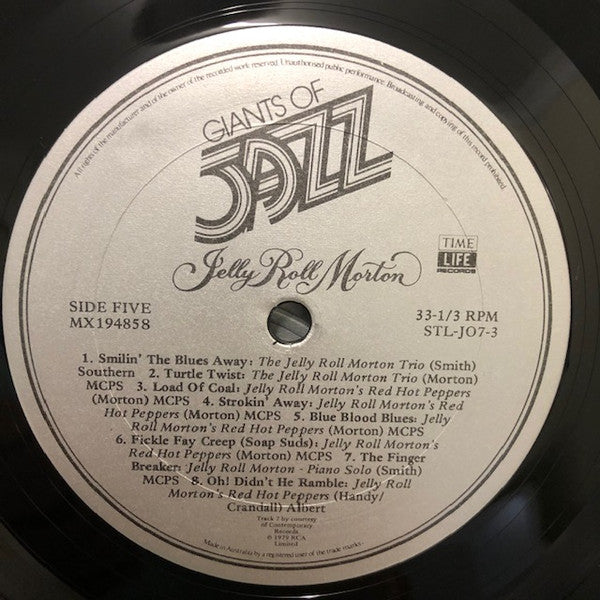 All rights of the manufacturer and of the owner of the recorded work reserved. Unauthorised public performance. Broadcasting and copying of this record prohibited.
GIANTS OF
JAZZ
Jelly Roll Morton
TIME
LIFE
RECORDS
SIDE FIVE
MX194858
33-1/3 RPM
STL-JO7-3
1. Smilin' The Blues Away: The Jelly Roll Morton Trio (Smith)
Southern 2. Turtle Twist: The Jelly Roll Morton Trio (Morton)
MCPS 3. Load Of Coal: Jelly Roll Morton's Red Hot Peppers
(Morton) MCPS 4. Strokin' Away: Jelly Roll Morton's Red
Hot Peppers (Morton) MCPS 5. Blue Blood Blues: Jelly
Roll Morton's Red Hot Peppers (Morton) MCPS
6. Fickle Fay Creep (Soap Suds): Jelly Roll Morton's
Red Hot Peppers (Morton) MCPS 7. The Finger
Breaker: Jelly Roll Morton - Piano Solo (Smith)
MCPS 8. Oh! Didn't He Ramble: Jelly Roll
Morton's Red Hot Peppers (Handy/
Crandall) Albert
Track 7 by courtesy
of Contemporary
Records
℗ 1979 RCA
Limited
Made in Australia by a registered user of the trade marks.